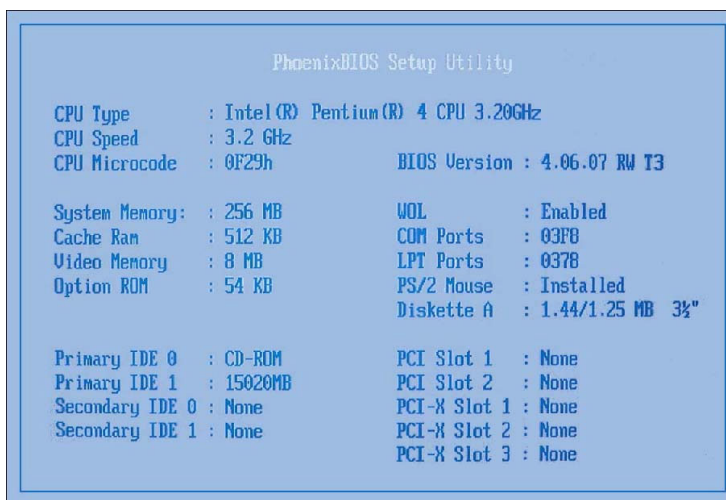 PhoenixBIOS Setup Utility
CPU Type : Intel(R) Pentium(R) 4 CPU 3.20GHz
CPU Speed : 3.2 GHz
CPU Microcode : 0F29h BIOS Version : 4.06.07 RW T3
System Memory: : 256 MB WOL : Enabled
Cache Ram : 512 KB COM Ports : 03F8
Video Memory : 8 MB LPT Ports : 0378
Option ROM : 54 KB PS/2 Mouse : Installed
Diskette A : 1.44/1.25 MB 3½"
Primary IDE 0 : CD-ROM PCI Slot 1 : None
Primary IDE 1 : 15020MB PCI Slot 2 : None
Secondary IDE 0 : None PCI-X Slot 1 : None
Secondary IDE 1 : None PCI-X Slot 2 : None
PCI-X Slot 3 : None